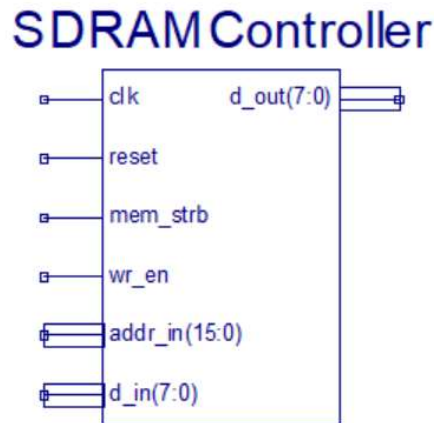 SDRAM Controller
clk
d_out(7:0)
reset
mem_strb
wr_en
addr_in(15:0)
d_in(7:0)